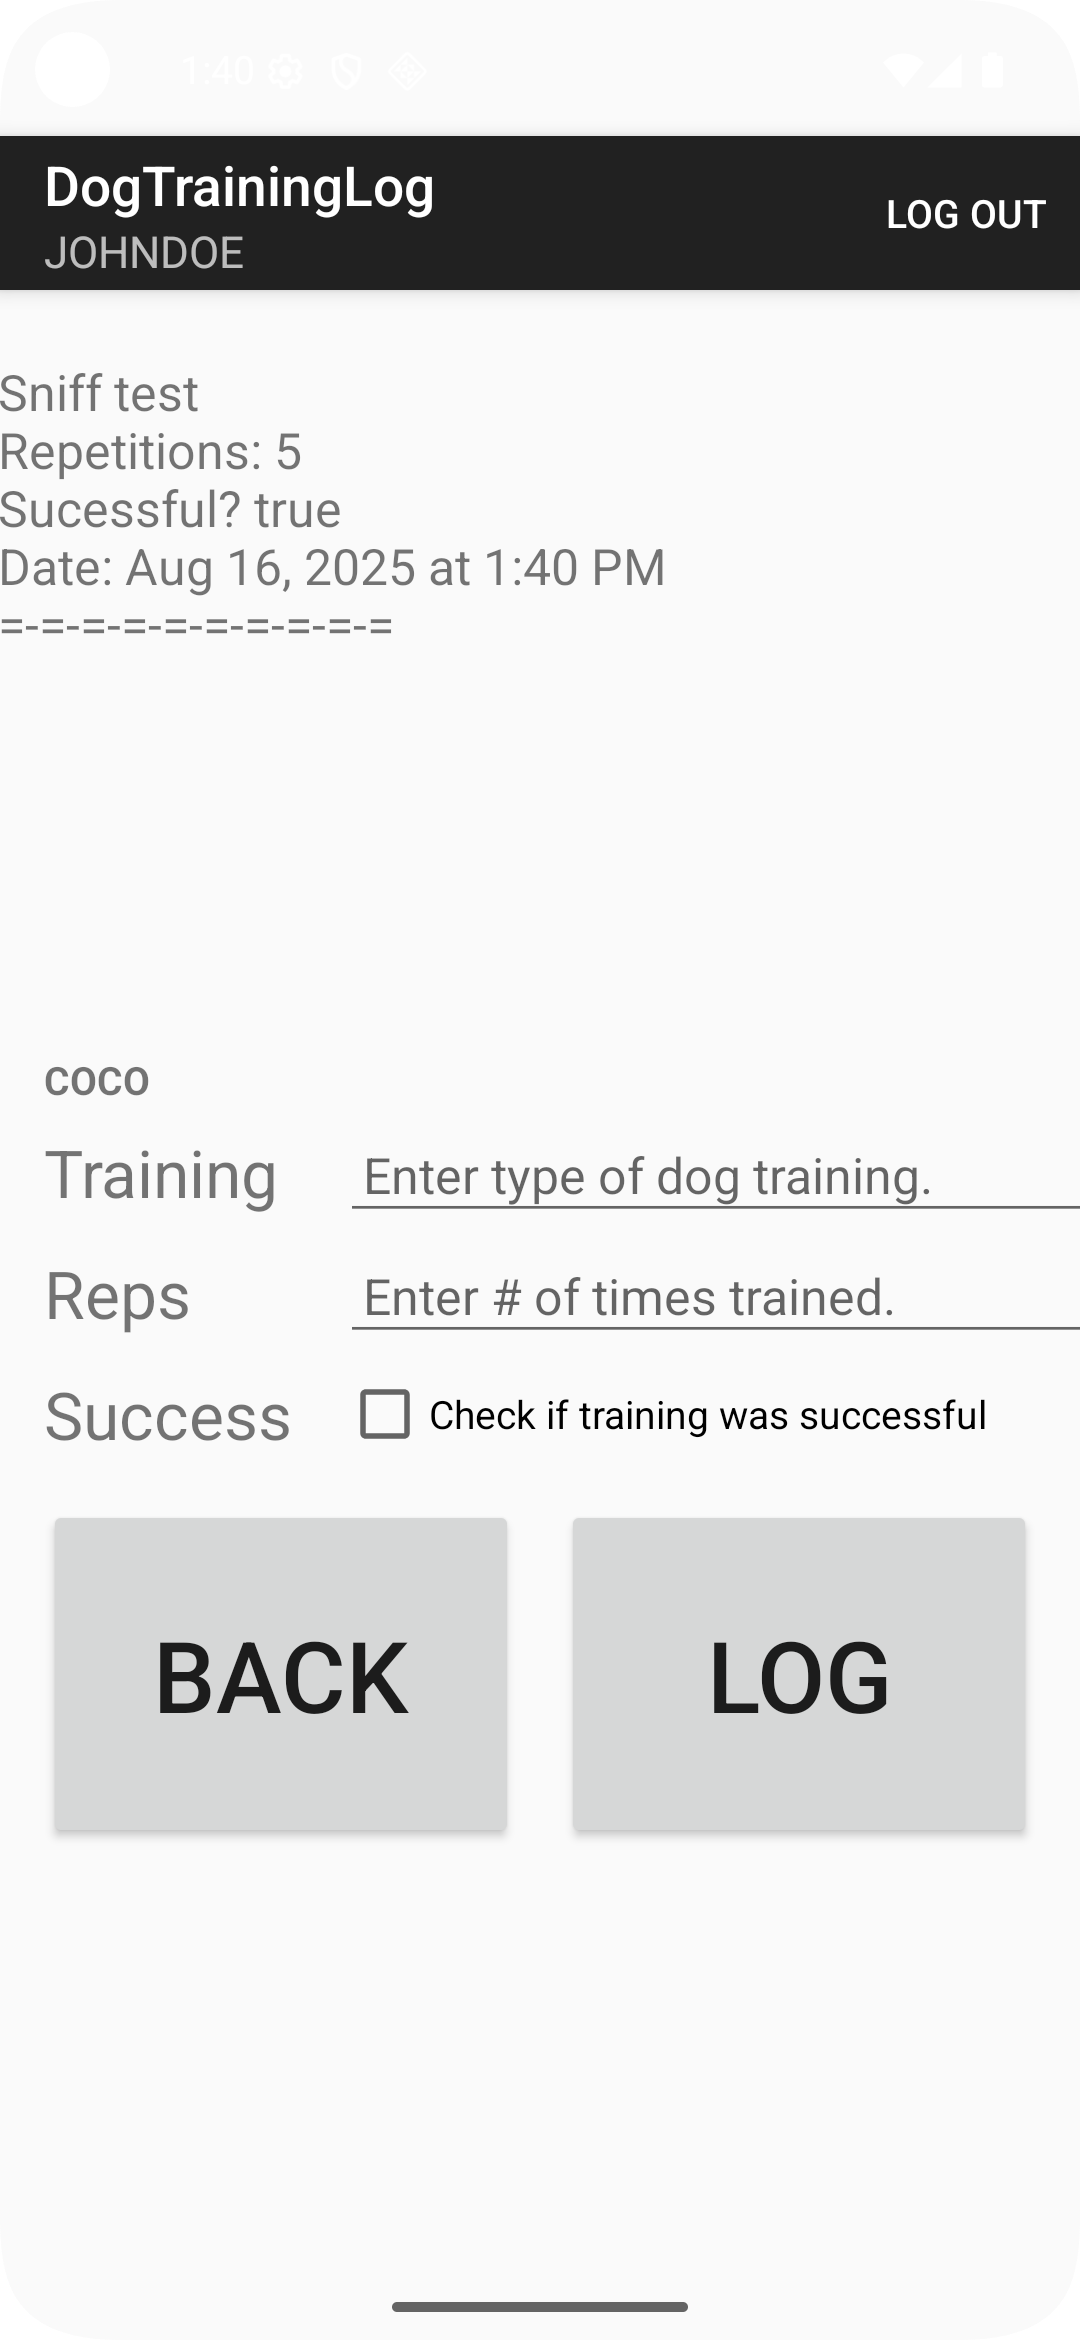 1:40
DogTrainingLog
LOG OUT
JOHNDOE
Sniff test
Repetitions: 5
Sucessful? true
Date: Aug 16, 2025 at 1:40 PM
=-=-=-=-=-=-=-=-=-=
coco
Training Enter type of dog training.
Reps Enter # of times trained.
Success Check if training was successful
BACK LOG